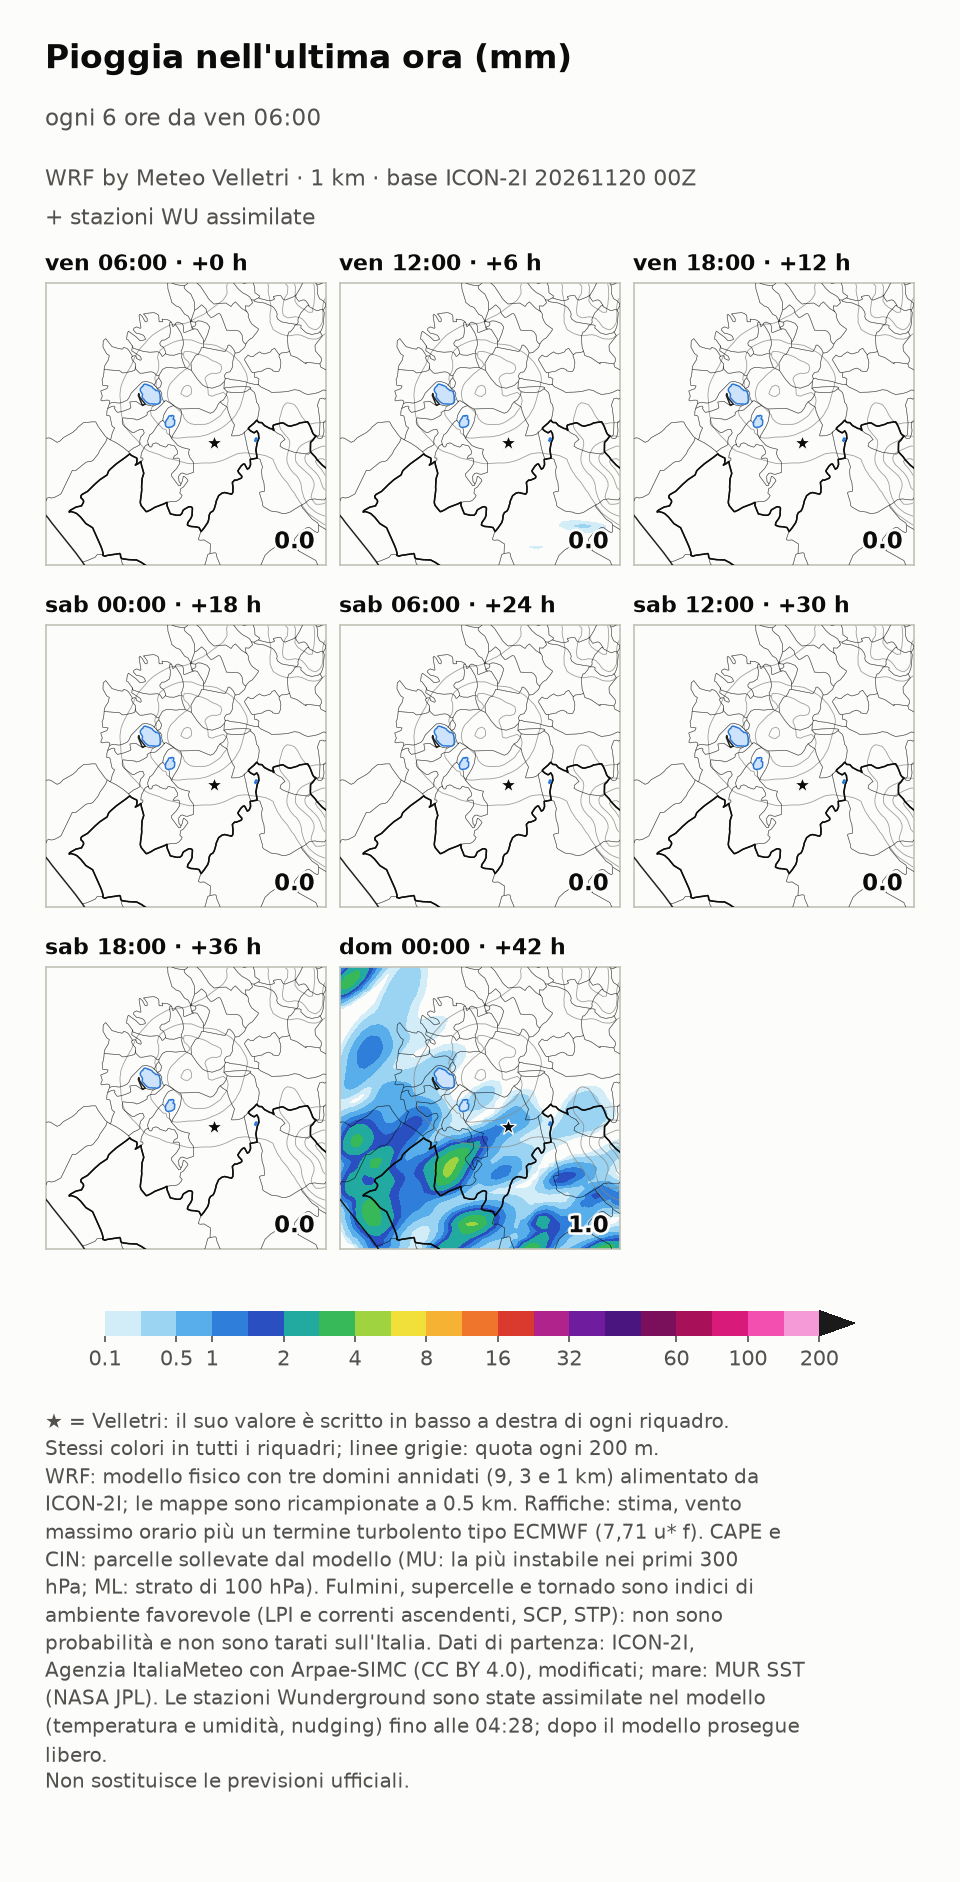 Pioggia nell'ultima ora (mm)
ogni 6 ore da ven 06:00
WRF by Meteo Velletri · 1 km · base ICON-2I 20261120 00Z
+ stazioni WU assimilate
ven 06:00 · +0 h
ven 12:00 · +6 h
ven 18:00 · +12 h
0.0
0.0
0.0
sab 00:00 · +18 h
sab 06:00 · +24 h
sab 12:00 · +30 h
0.0
0.0
0.0
sab 18:00 · +36 h
dom 00:00 · +42 h
0.0
1.0
0.1 0.5 1 2 4 8 16 32 60 100 200
★ = Velletri: il suo valore è scritto in basso a destra di ogni riquadro.
Stessi colori in tutti i riquadri; linee grigie: quota ogni 200 m.
WRF: modello fisico con tre domini annidati (9, 3 e 1 km) alimentato da
ICON-2I; le mappe sono ricampionate a 0.5 km. Raffiche: stima, vento
massimo orario più un termine turbolento tipo ECMWF (7,71 u* f). CAPE e
CIN: parcelle sollevate dal modello (MU: la più instabile nei primi 300
hPa; ML: strato di 100 hPa). Fulmini, supercelle e tornado sono indici di
ambiente favorevole (LPI e correnti ascendenti, SCP, STP): non sono
probabilità e non sono tarati sull'Italia. Dati di partenza: ICON-2I,
Agenzia ItaliaMeteo con Arpae-SIMC (CC BY 4.0), modificati; mare: MUR SST
(NASA JPL). Le stazioni Wunderground sono state assimilate nel modello
(temperatura e umidità, nudging) fino alle 04:28; dopo il modello prosegue
libero.
Non sostituisce le previsioni ufficiali.